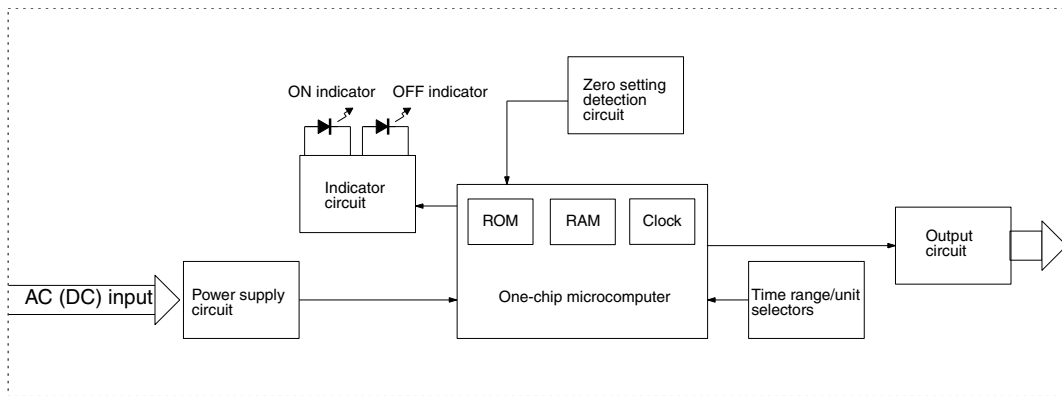 Zero setting
detection
circuit
ON indicator
OFF indicator
Indicator
circuit
ROM
RAM
Clock
Output
circuit
AC (DC) input
Power supply
circuit
One-chip microcomputer
Time range/unit
selectors